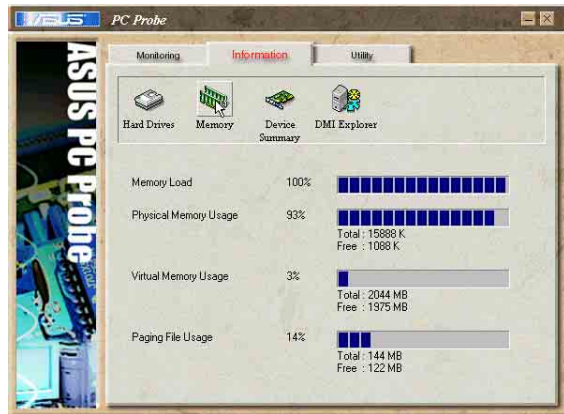 ASUS PC Probe
ASUS PC Probe
Monitoring
Information
Utility
Hard Drives
Memory
Device
Summary
DMI Explorer
Memory Load 100%
Physical Memory Usage 93%
Total : 15888 K
Free : 1088 K
Virtual Memory Usage 3%
Total : 2044 MB
Free : 1975 MB
Paging File Usage 14%
Total : 144 MB
Free : 122 MB